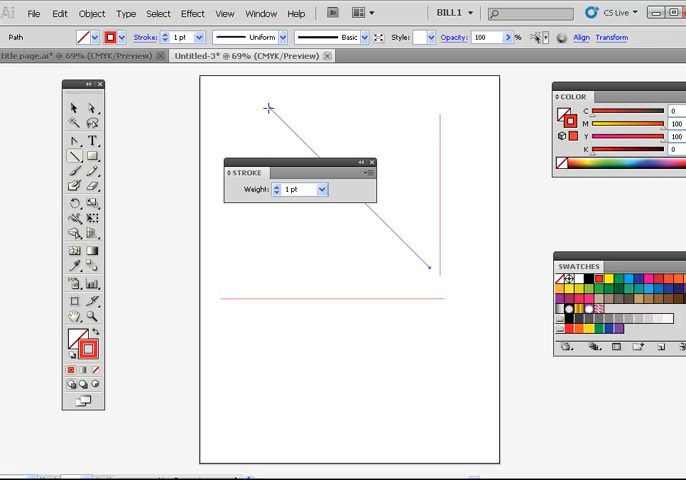 Ai File Edit Object Type Select Effect View Window Help Br BILL1 CS Live
Path Stroke: 1 pt Uniform Basic Style: Opacity: 100 % Align Transform
title page.ai* @ 69% (CMYK/Preview) Untitled-3* @ 69% (CMYK/Preview)
COLOR
C 0
M 100
Y 100
K 0
STROKE
Weight: 1 pt
T
SWATCHES